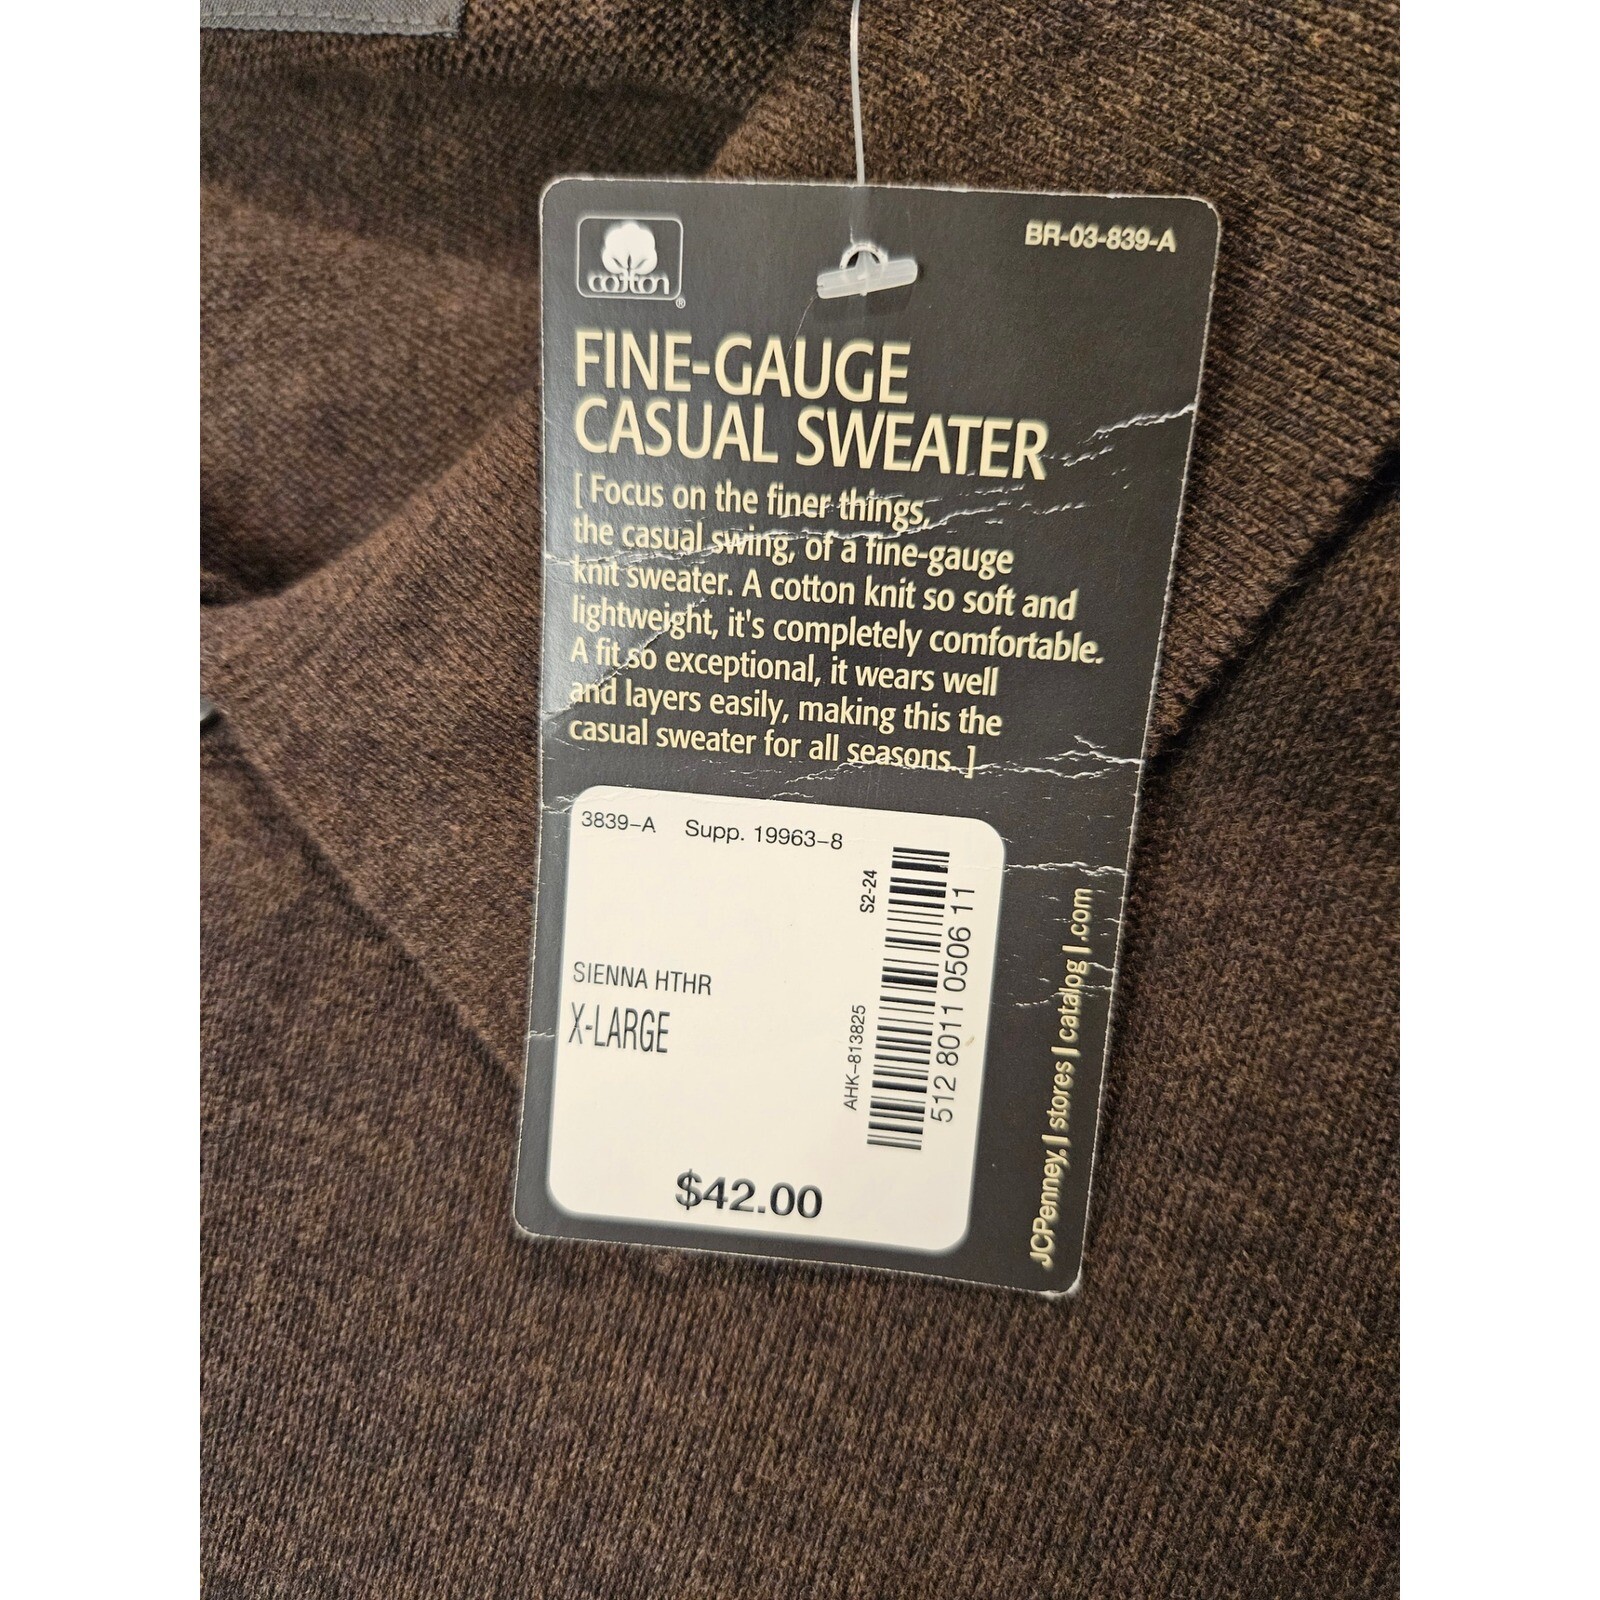 cotton
®
BR-03-839-A
FINE-GAUGE
CASUAL SWEATER
[ Focus on the finer things,
the casual swing, of a fine-gauge
knit sweater. A cotton knit so soft and
lightweight, it's completely comfortable.
A fit so exceptional, it wears well
and layers easily, making this the
casual sweater for all seasons. ]
3839-A Supp. 19963-8
S2-24
512 8011 0506 11
AHK-813825
SIENNA HTHR
X-LARGE
$42.00
JCPenney | stores | catalog | .com